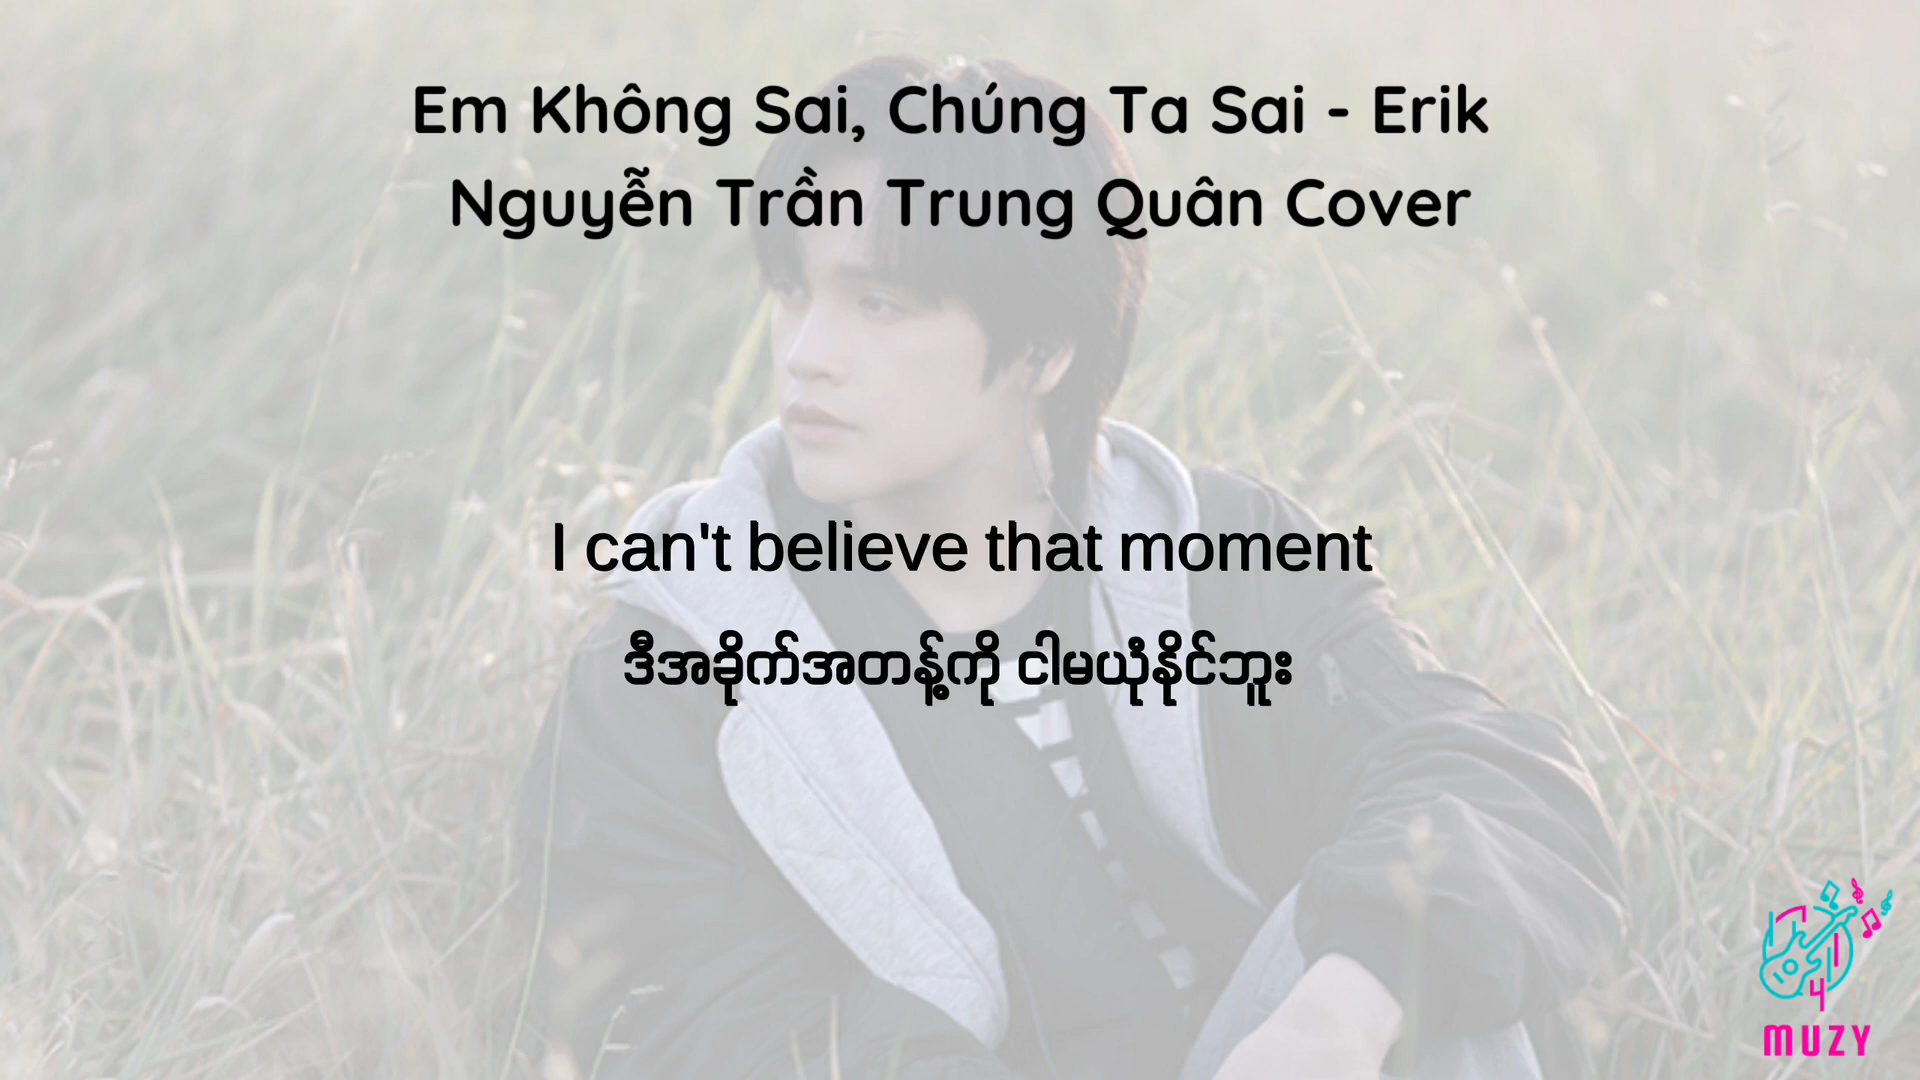 Em Không Sai, Chúng Ta Sai - Erik
Nguyễn Trần Trung Quân Cover
I can't believe that moment
ဒီအခိုက်အတန့်ကို ငါမယုံနိုင်ဘူး
4
MUZY